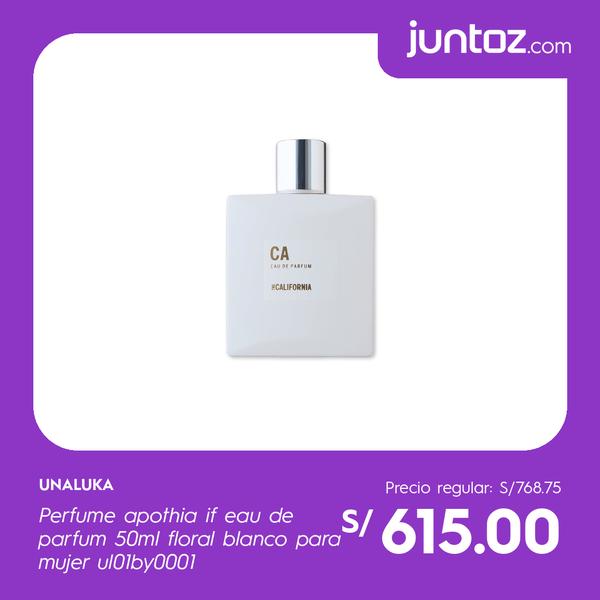 juntoz.com
CA
EAU DE PARFUM
CALIFORNIA
UNALUKA
Precio regular: S/768.75
Perfume apothia if eau de
parfum 50ml floral blanco para
mujer ul01by0001
S/ 615.00